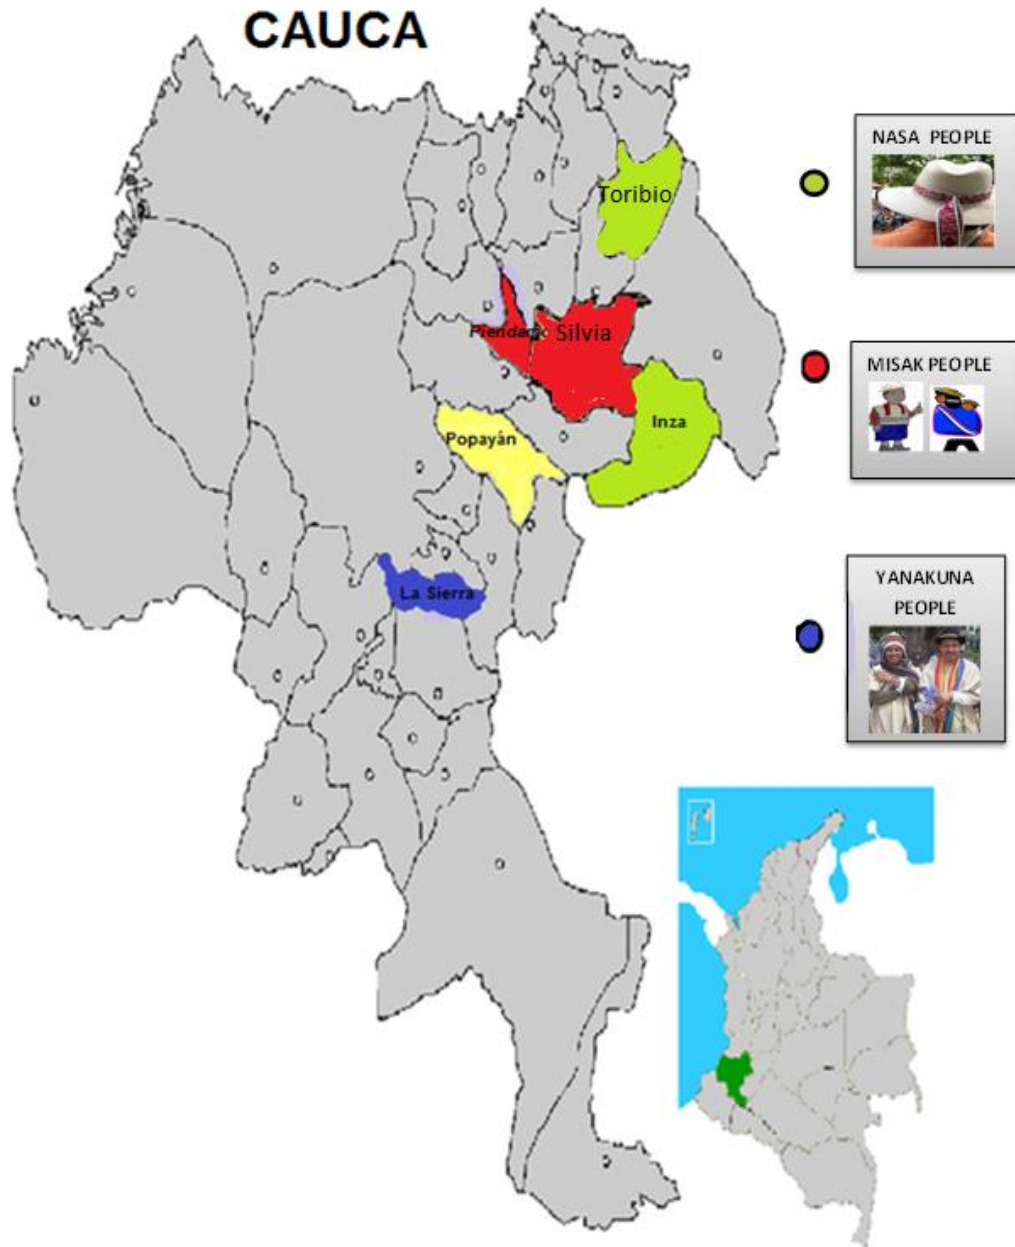 CAUCA
NASA PEOPLE
Toribio
Silvia
MISAK PEOPLE
Inza
Popayán
La Sierra
YANAKUNA
PEOPLE